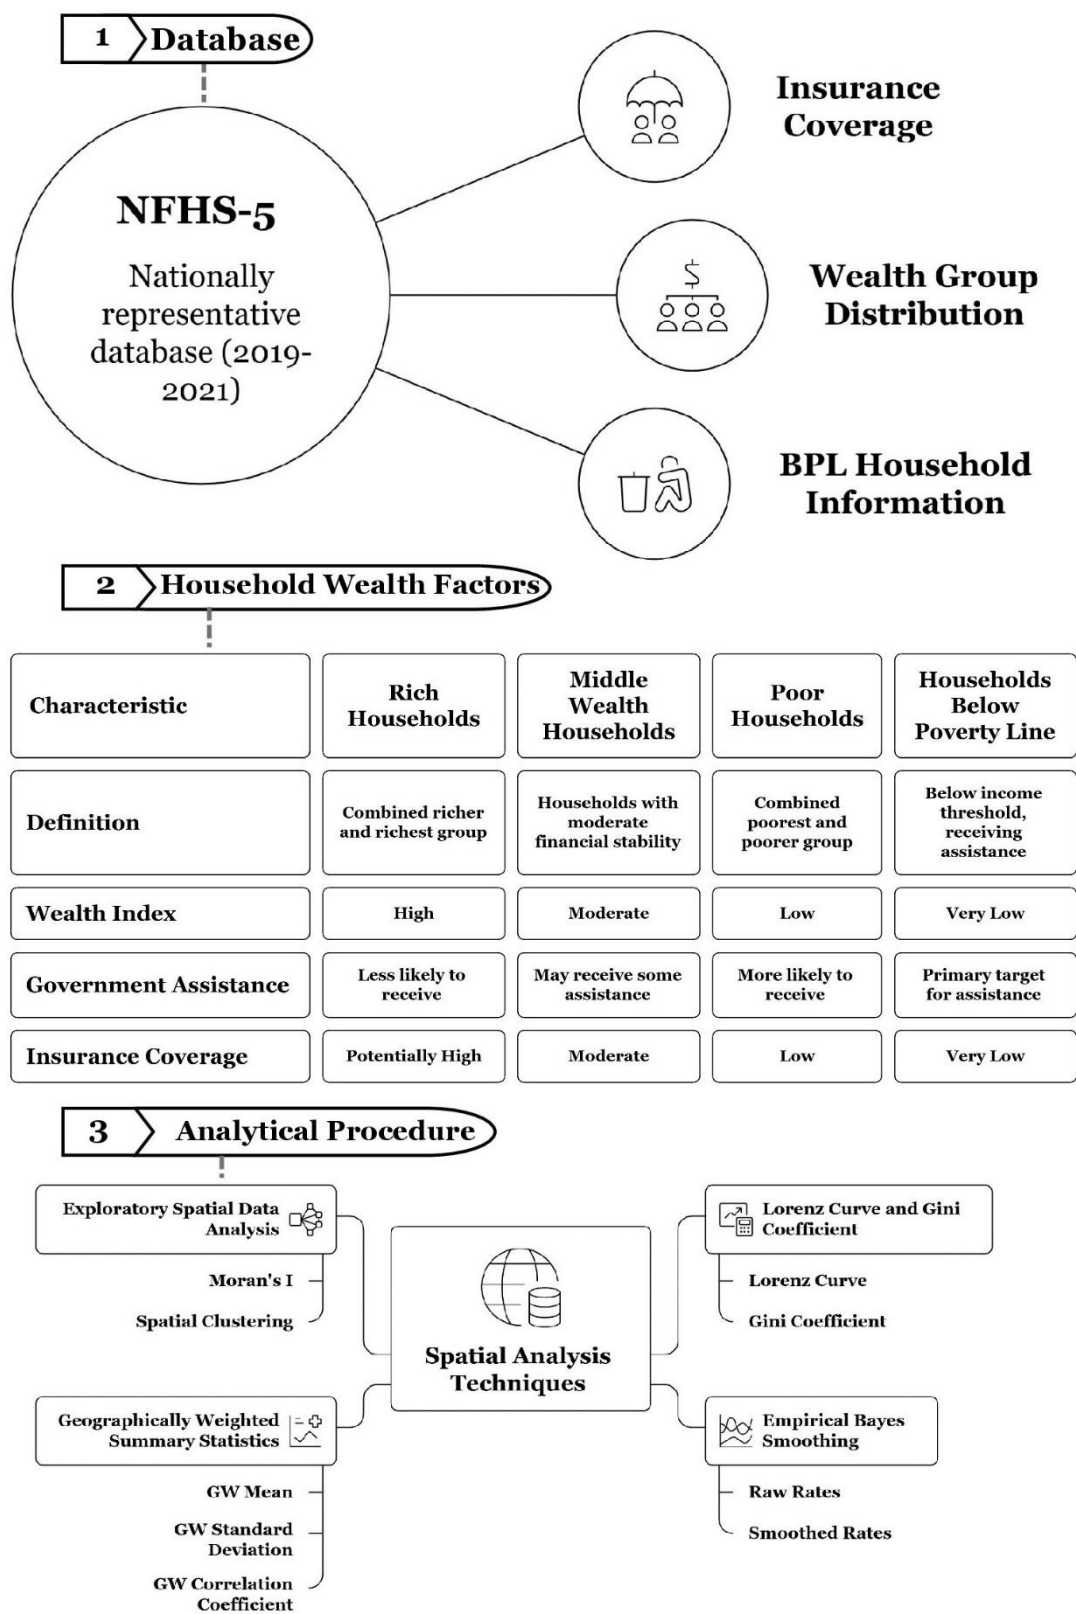 1 Database
NFHS-5
Nationally
representative
database (2019-
2021)
Insurance
Coverage
Wealth Group
Distribution
BPL Household
Information
2 Household Wealth Factors
Characteristic
Rich
Households
Middle
Wealth
Households
Poor
Households
Households
Below
Poverty Line
Definition
Combined richer
and richest group
Households with
moderate
financial stability
Combined
poorest and
poorer group
Below income
threshold,
receiving
assistance
Wealth Index
High
Moderate
Low
Very Low
Government Assistance
Less likely to
receive
May receive some
assistance
More likely to
receive
Primary target
for assistance
Insurance Coverage
Potentially High
Moderate
Low
Very Low
3 Analytical Procedure
Exploratory Spatial Data
Analysis
Moran's I
Spatial Clustering
Spatial Analysis
Techniques
Lorenz Curve and Gini
Coefficient
Lorenz Curve
Gini Coefficient
Geographically Weighted
Summary Statistics
GW Mean
GW Standard
Deviation
GW Correlation
Coefficient
Empirical Bayes
Smoothing
Raw Rates
Smoothed Rates